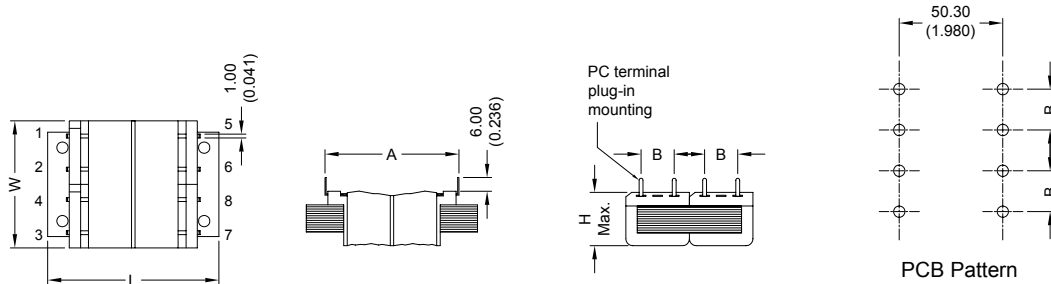 1
2
4
3
5
6
8
7
W
L
1.00
(0.041)
A
6.00
(0.236)
PC terminal
plug-in
mounting
B
B
H
Max.
50.30
(1.980)
B
B
PCB Pattern